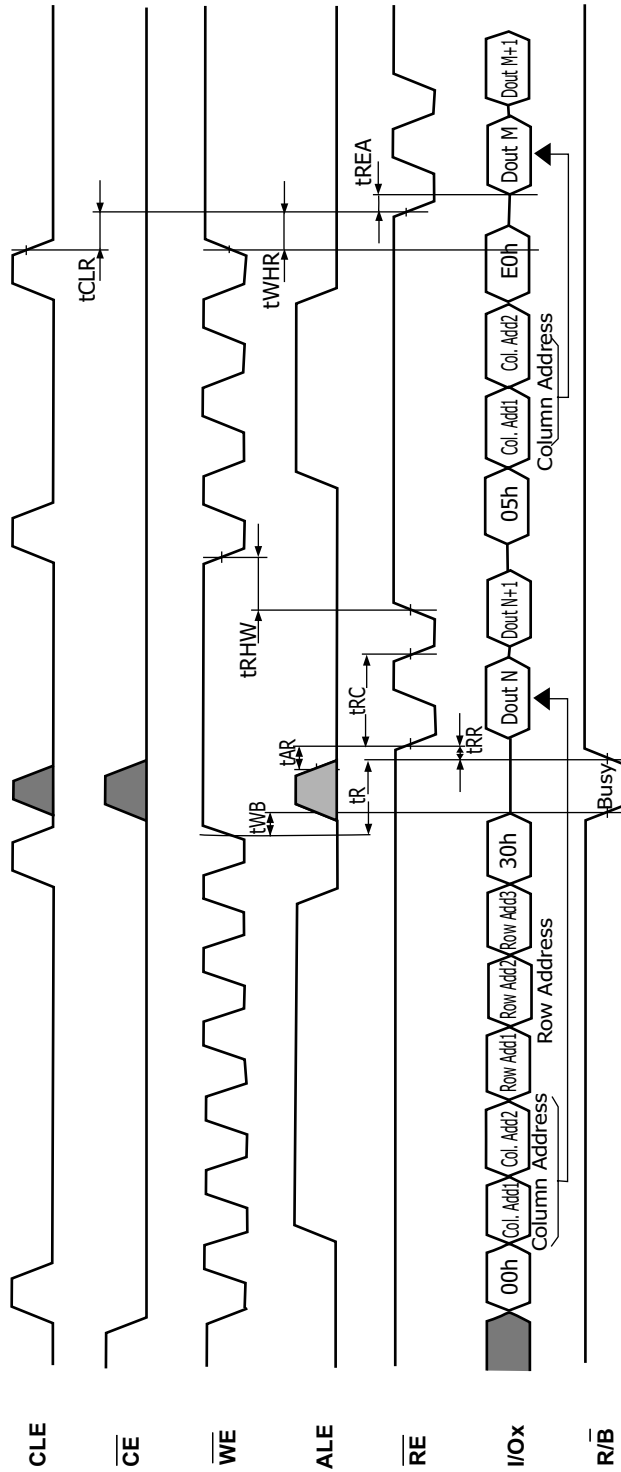 CLE
tCLR
CE
WE
tWB
tRHW
tWHR
ALE
tAR
RE
tR
tRR
tRC
tREA
I/Ox
00h
Col. Add1
Col. Add2
Row Add1
Row Add2
Row Add3
30h
Dout N
Dout N+1
05h
Col. Add1
Col. Add2
E0h
Dout M
Dout M+1
Column Address
Row Address
Column Address
R/B
Busy